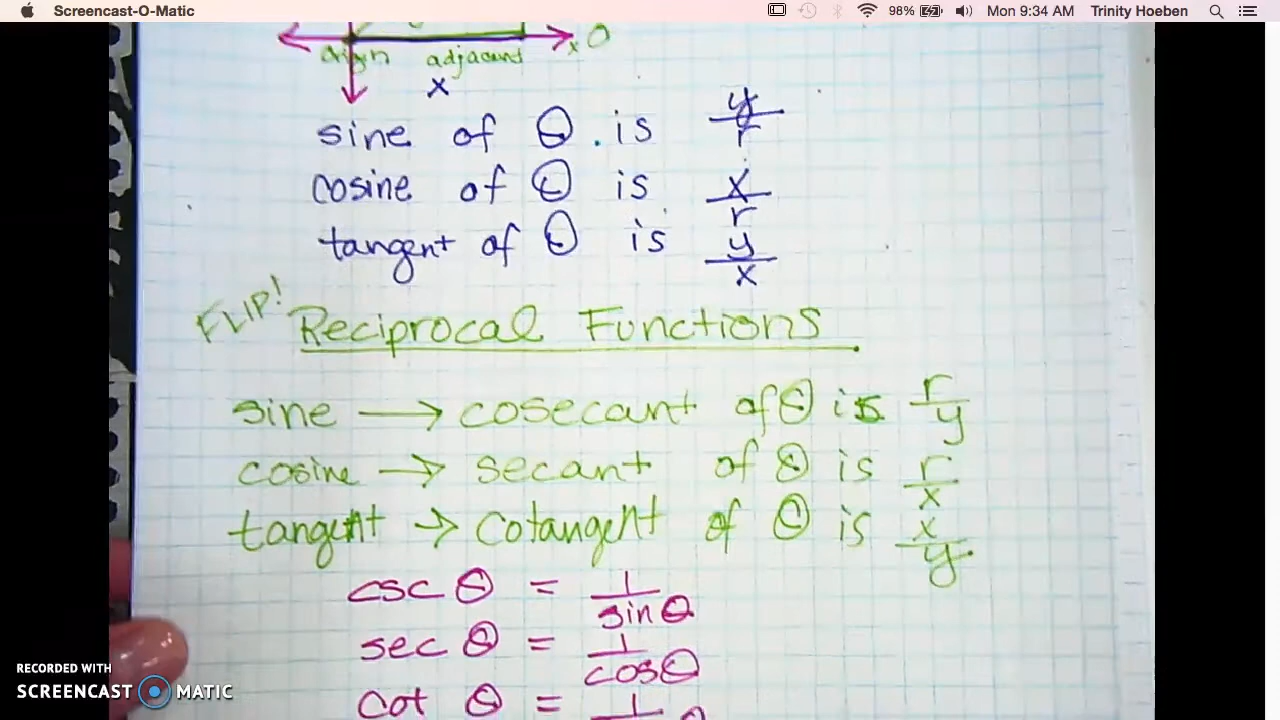 Screencast-O-Matic 98% Mon 9:34 AM Trinity Hoeben
origin adjacent x 0
x
sine of θ is y/r
cosine of θ is x/r
tangent of θ is y/x
FLIP! Reciprocal Functions
sine → cosecant of θ is r/y
cosine → secant of θ is r/x
tangent → cotangent of θ is x/y
csc θ = 1/sin θ
sec θ = 1/cos θ
cot θ = 1
RECORDED WITH
SCREENCAST MATIC